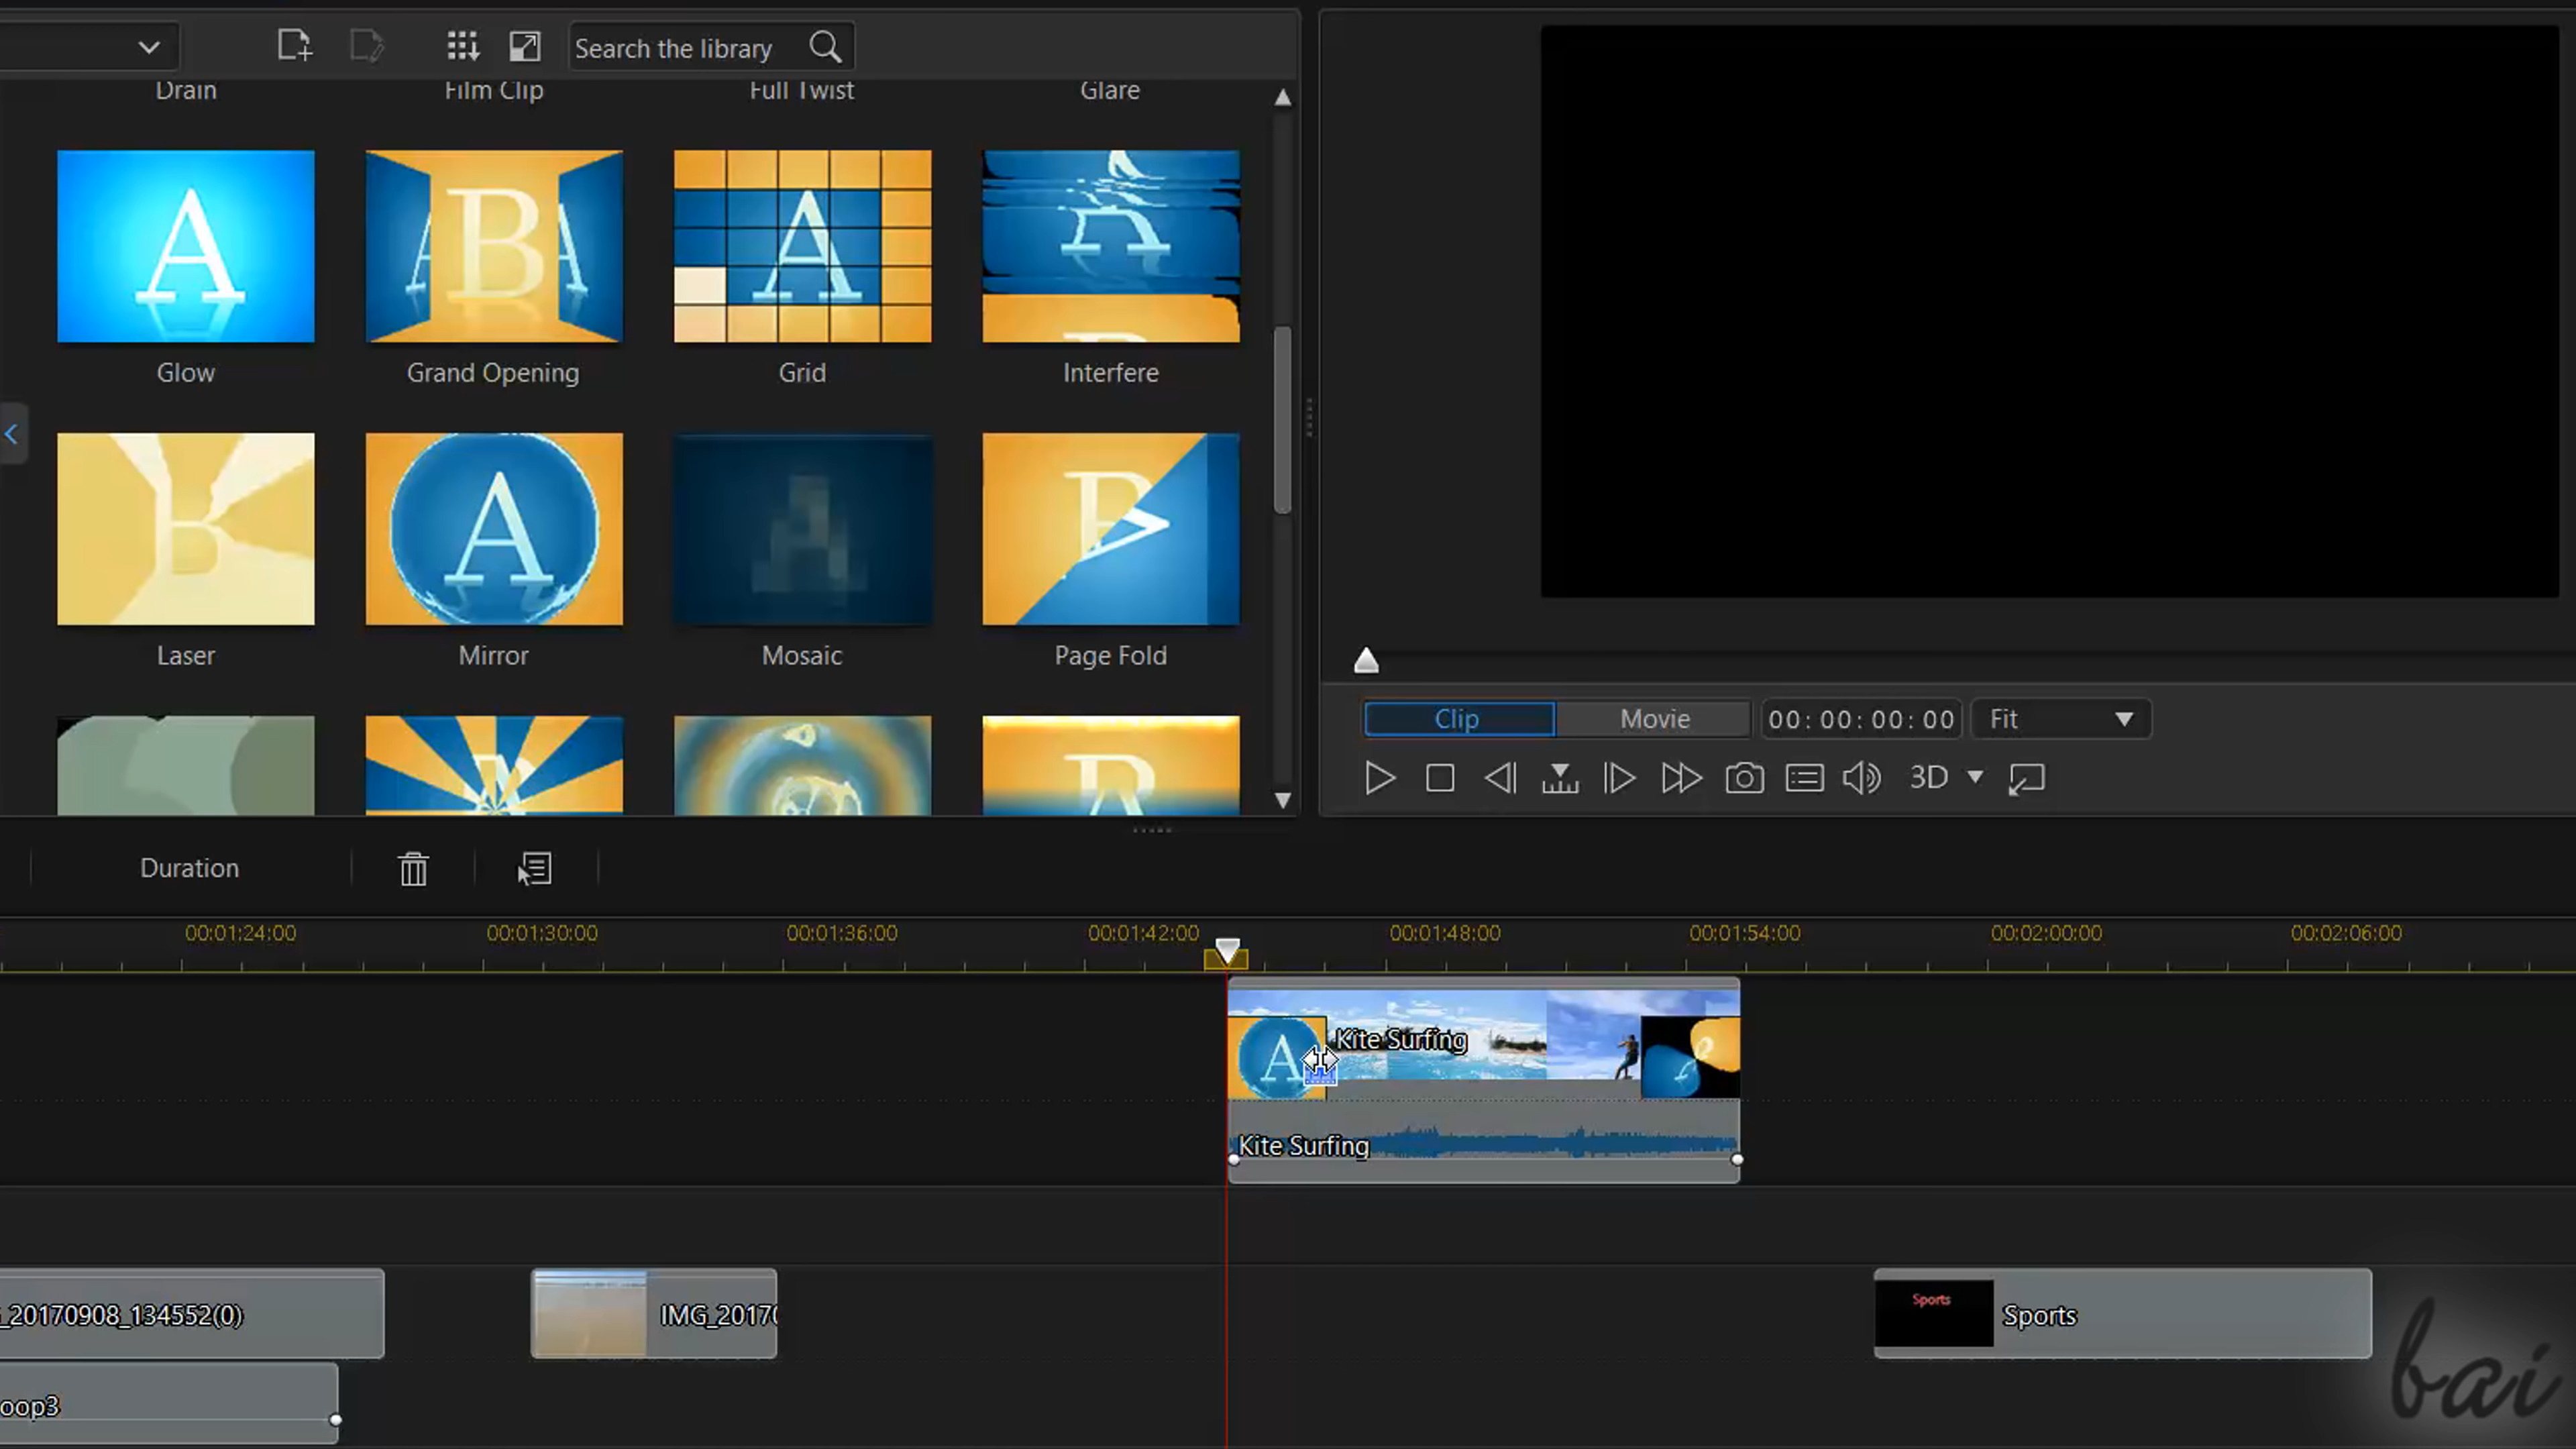 Search the library
Drain
Film Clip
Full Twist
Glare
A
A B A
A
A
B
Glow
Grand Opening
Grid
Interfere
B
A
A
B
Laser
Mirror
Mosaic
Page Fold
Clip
Movie
00:00:00:00
Fit
3D
Duration
00:01:24:00
00:01:30:00
00:01:36:00
00:01:42:00
00:01:48:00
00:01:54:00
00:02:00:00
00:02:06:00
A
Kite Surfing
Kite Surfing
_20170908_134552(0)
IMG_2017(
Sports
Sports
oop3
bai